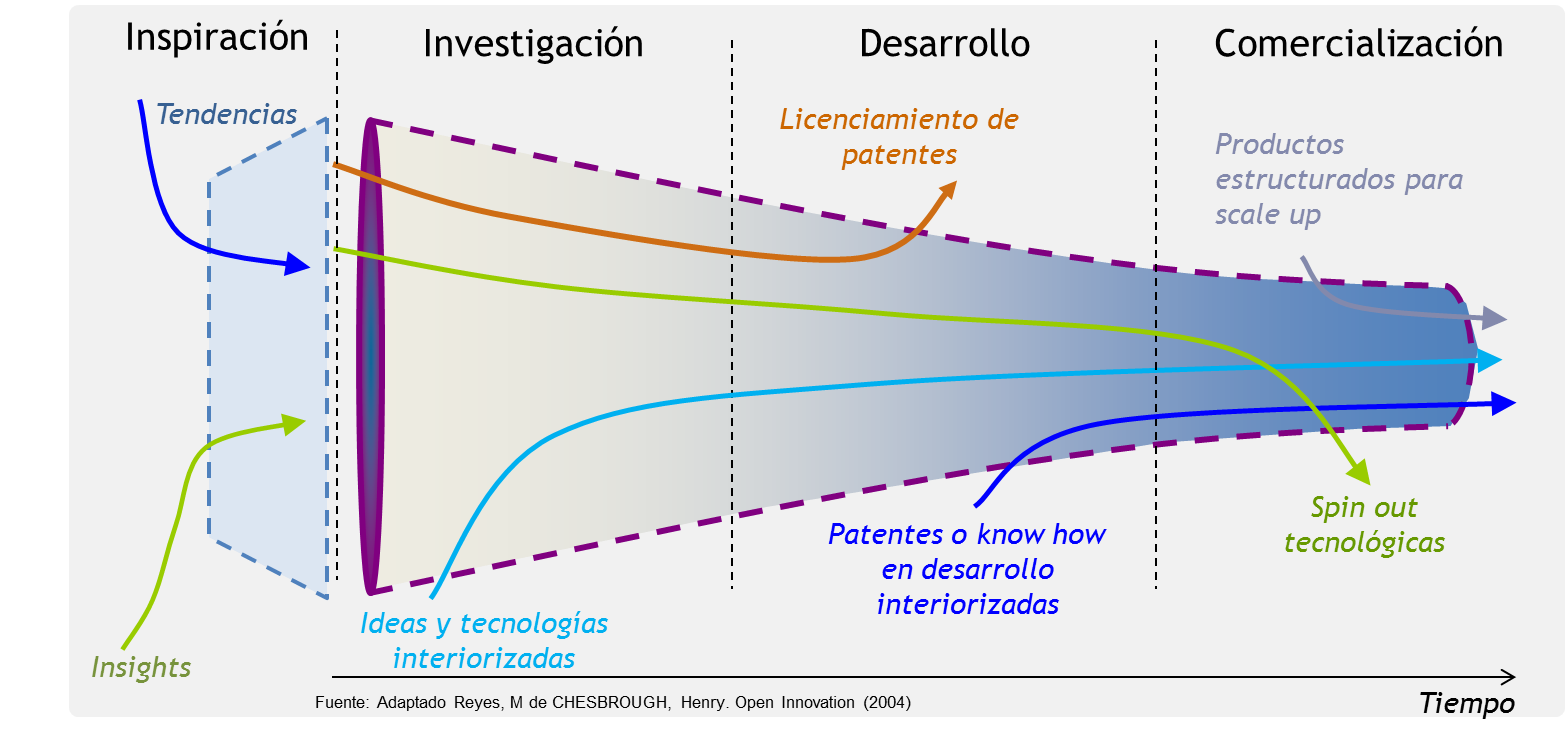 Inspiración
Investigación
Desarrollo
Comercialización
Tendencias
Licenciamiento de
patentes
Productos
estructurados para
scale up
Spin out
tecnológicas
Patentes o know how
en desarrollo
interiorizadas
Ideas y tecnologías
interiorizadas
Insights
Tiempo
Fuente: Adaptado Reyes, M de CHESBROUGH, Henry. Open Innovation (2004)